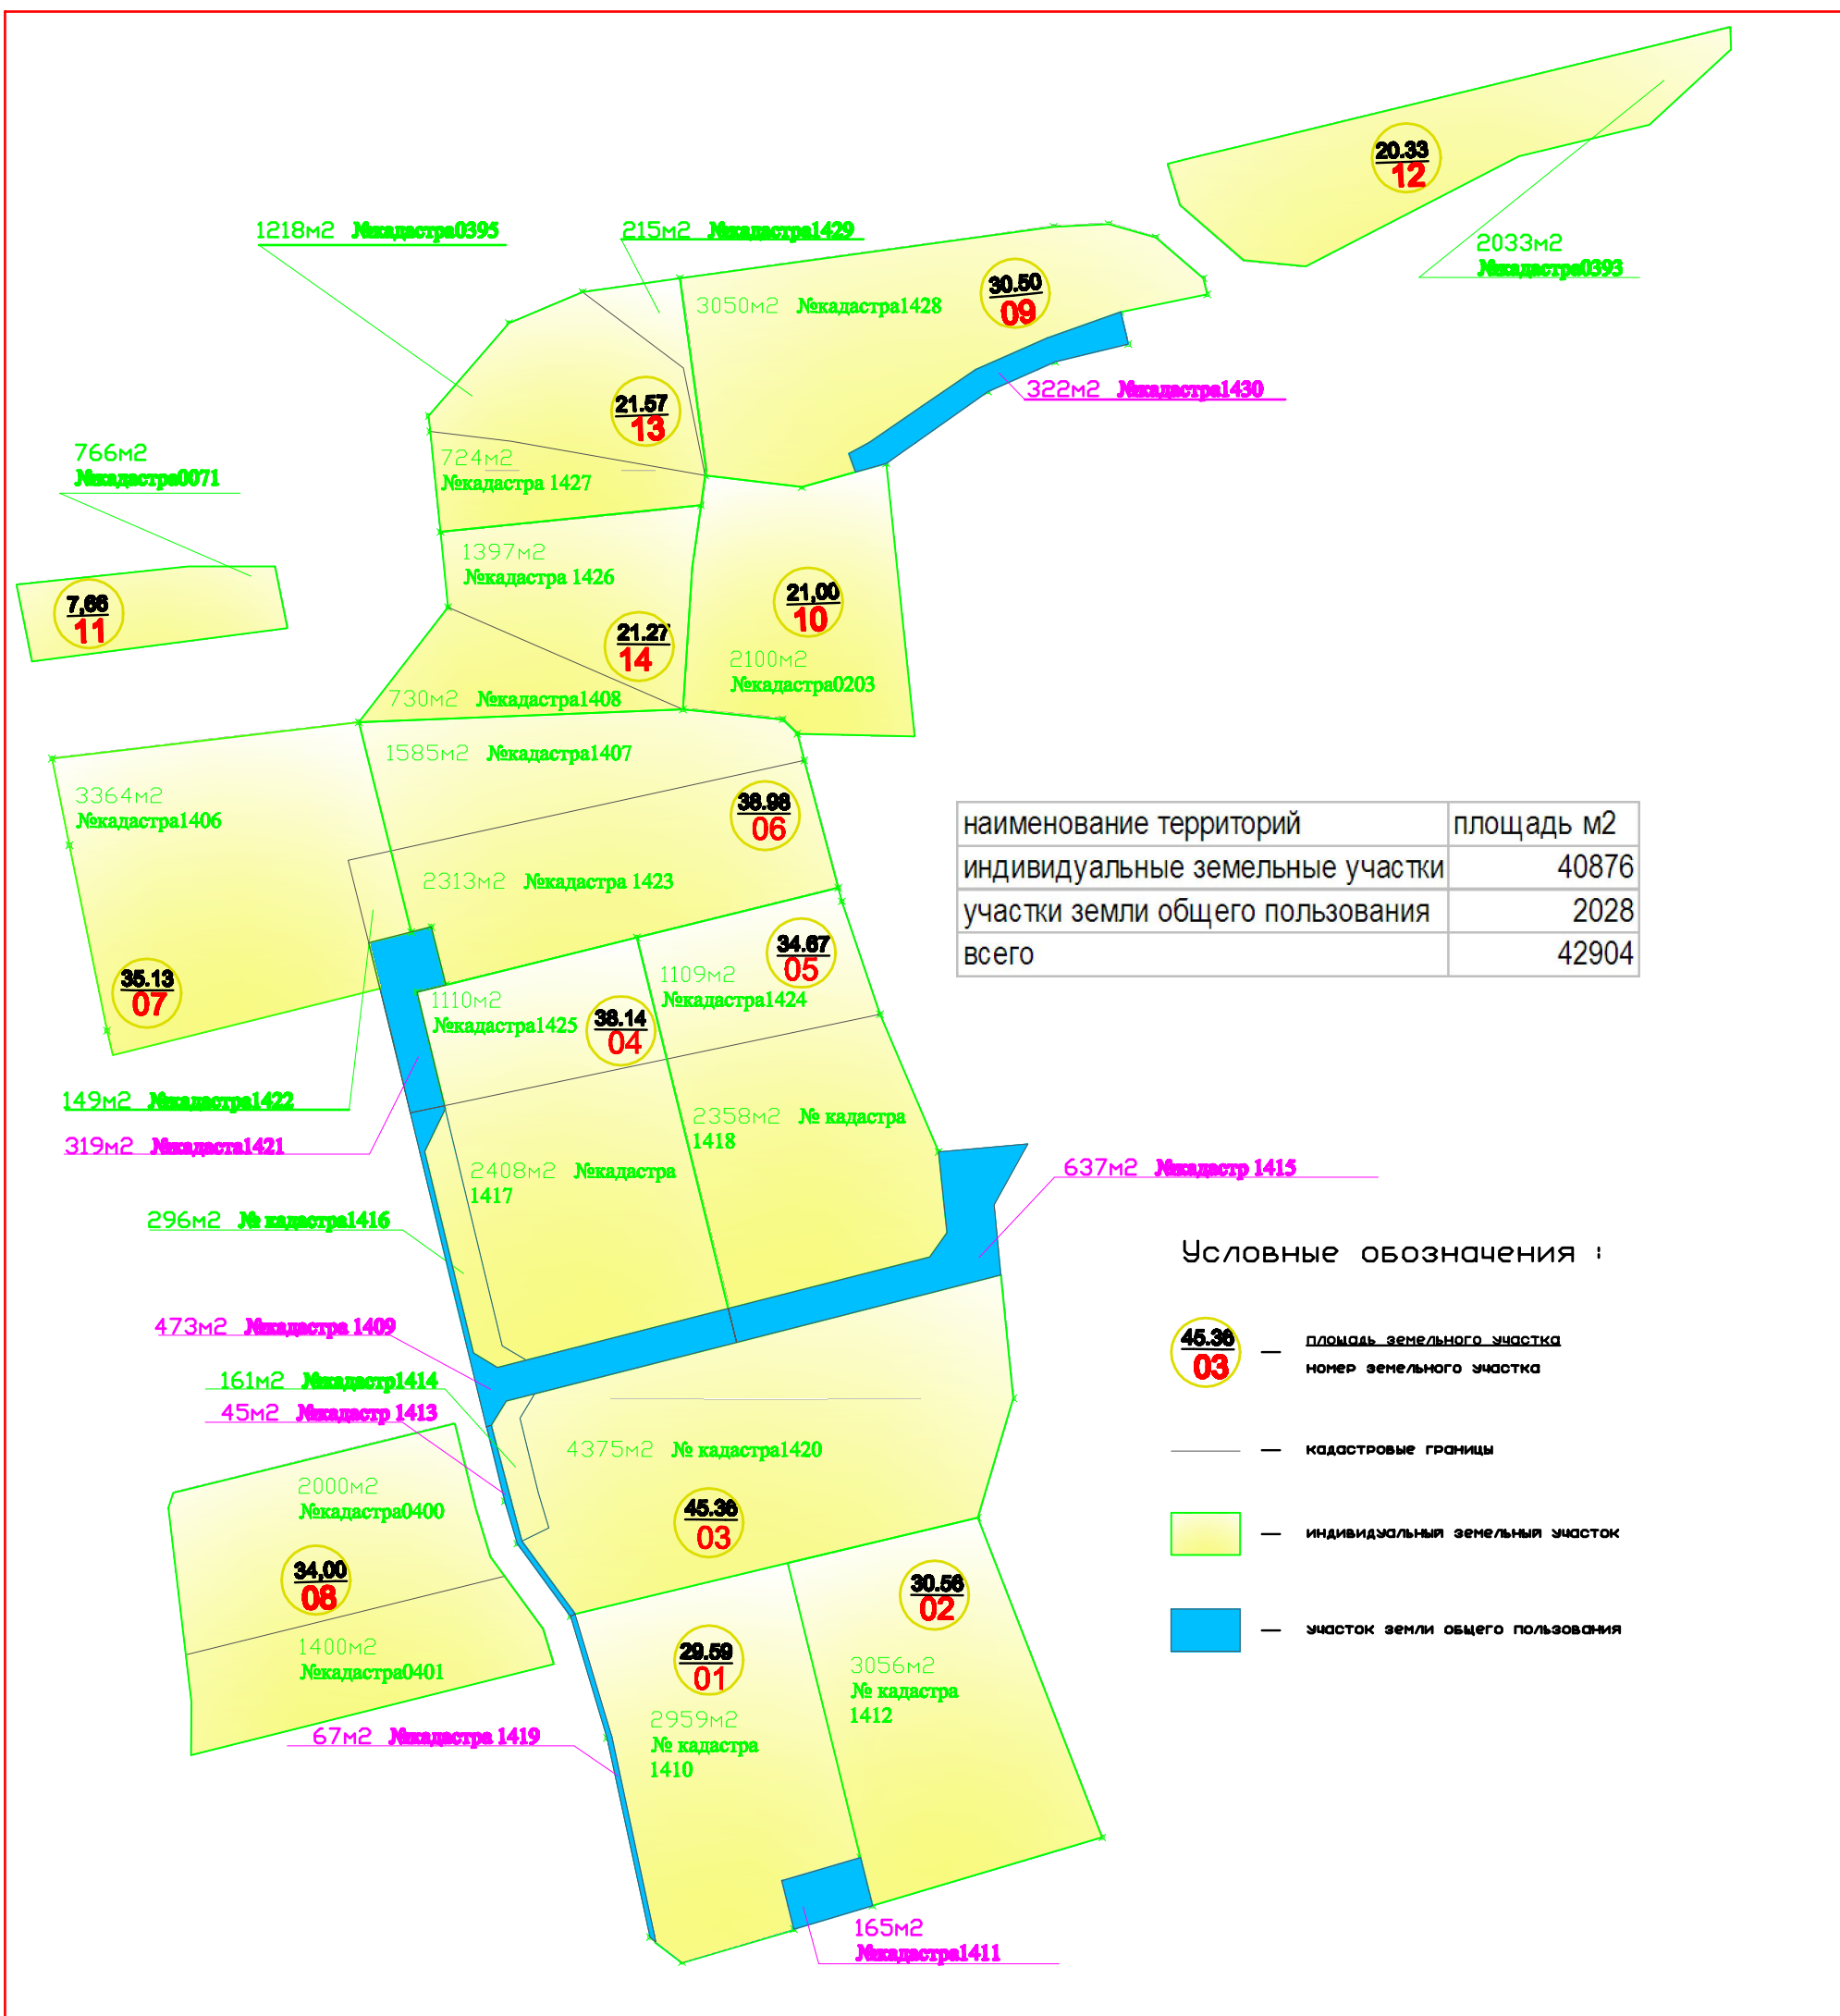 20.33
12
1218м2 №кадастра0395
215м2 №кадастра1429
2033м2
№кадастра0393
3050м2 №кадастра1428
30.50
09
322м2 №кадастра1430
21.57
13
766м2
№кадастра0071
724м2
№кадастра 1427
1397м2
№кадастра 1426
7,66
11
21,00
10
21.27
14
2100м2
№кадастра0203
730м2 №кадастра1408
1585м2 №кадастра1407
3364м2
№кадастра1406
38.98
06
2313м2 №кадастра 1423
наименование территорий площадь м2
индивидуальные земельные участки 40876
участки земли общего пользования 2028
всего 42904
35.13
07
34.67
05
1109м2
№кадастра1424
1110м2
№кадастра1425
38.14
04
149м2 №кадастра1422
319м2 №кадаста1421
2358м2 № кадастра
1418
2408м2 №кадастра
1417
637м2 №кадастр 1415
296м2 № кадастра1416
473м2 №кадастра 1409
161м2 №кадастр1414
45м2 №кадастр 1413
Условные обозначения :
45.36
03
— площадь земельного участка
номер земельного участка
— кадастровые границы
— индивидуальный земельный участок
— участок земли общего пользования
4375м2 № кадастра1420
45.36
03
2000м2
№кадастра0400
34,00
08
1400м2
№кадастра0401
30.56
02
29.59
01
3056м2
№ кадастра
1412
2959м2
№ кадастра
1410
67м2 №кадастра 1419
165м2
№кадастра1411